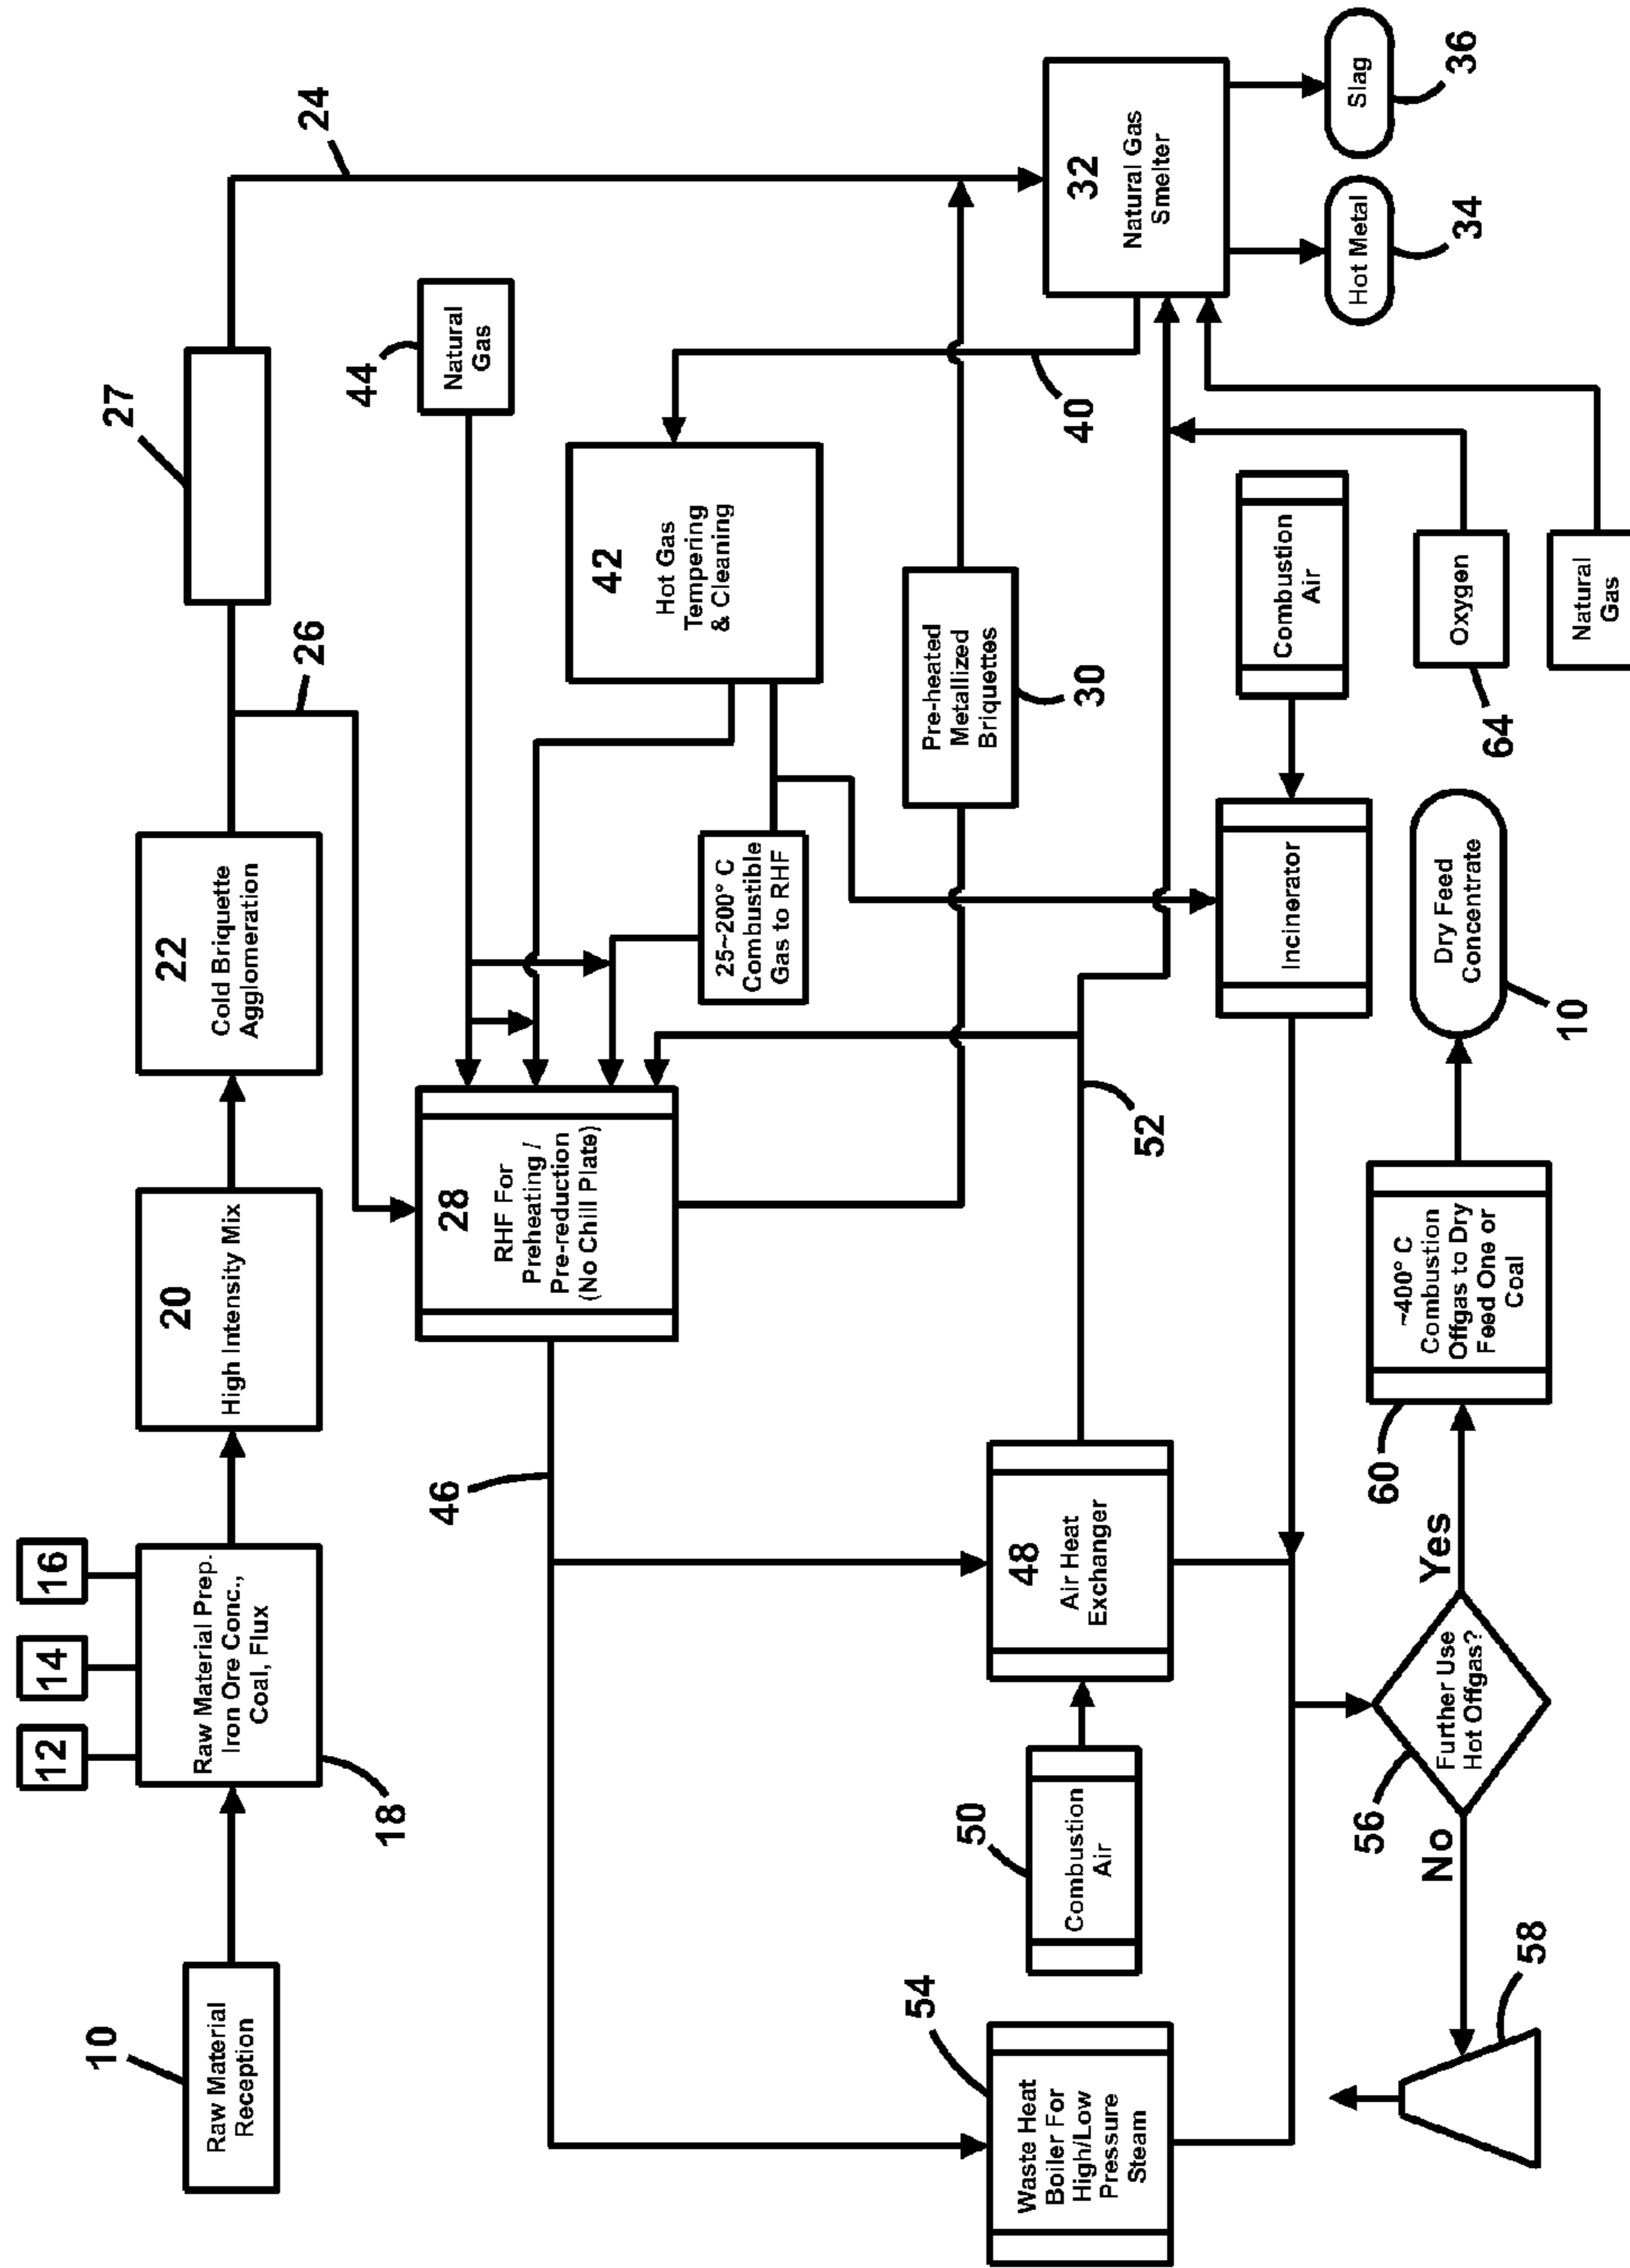 10
Raw Material
Reception
12
14
16
Raw Material Prep.
Iron Ore Conc.,
Coal, Flux
18
20
High Intensity Mix
22
Cold Briquette
Agglomeration
26
27
24
46
28
RHF For
Preheating /
Pre-reduction
(No Chill Plate)
44
Natural
Gas
42
Hot Gas
Tempering
& Cleaning
25~200° C
Combustible
Gas to RHF
Pre-heated
Metallized
Briquettes
30
40
32
Natural Gas
Smelter
Hot Metal
34
Slag
36
54
Waste Heat
Boiler For
High/Low
Pressure
Steam
50
Combustion
Air
48
Air Heat
Exchanger
52
Incinerator
Combustion
Air
Oxygen
64
Natural
Gas
58
No
56
Further Use
Hot Offgas?
Yes
60
~400° C
Combustion
Offgas to Dry
Feed One or
Coal
Dry Feed
Concentrate
10